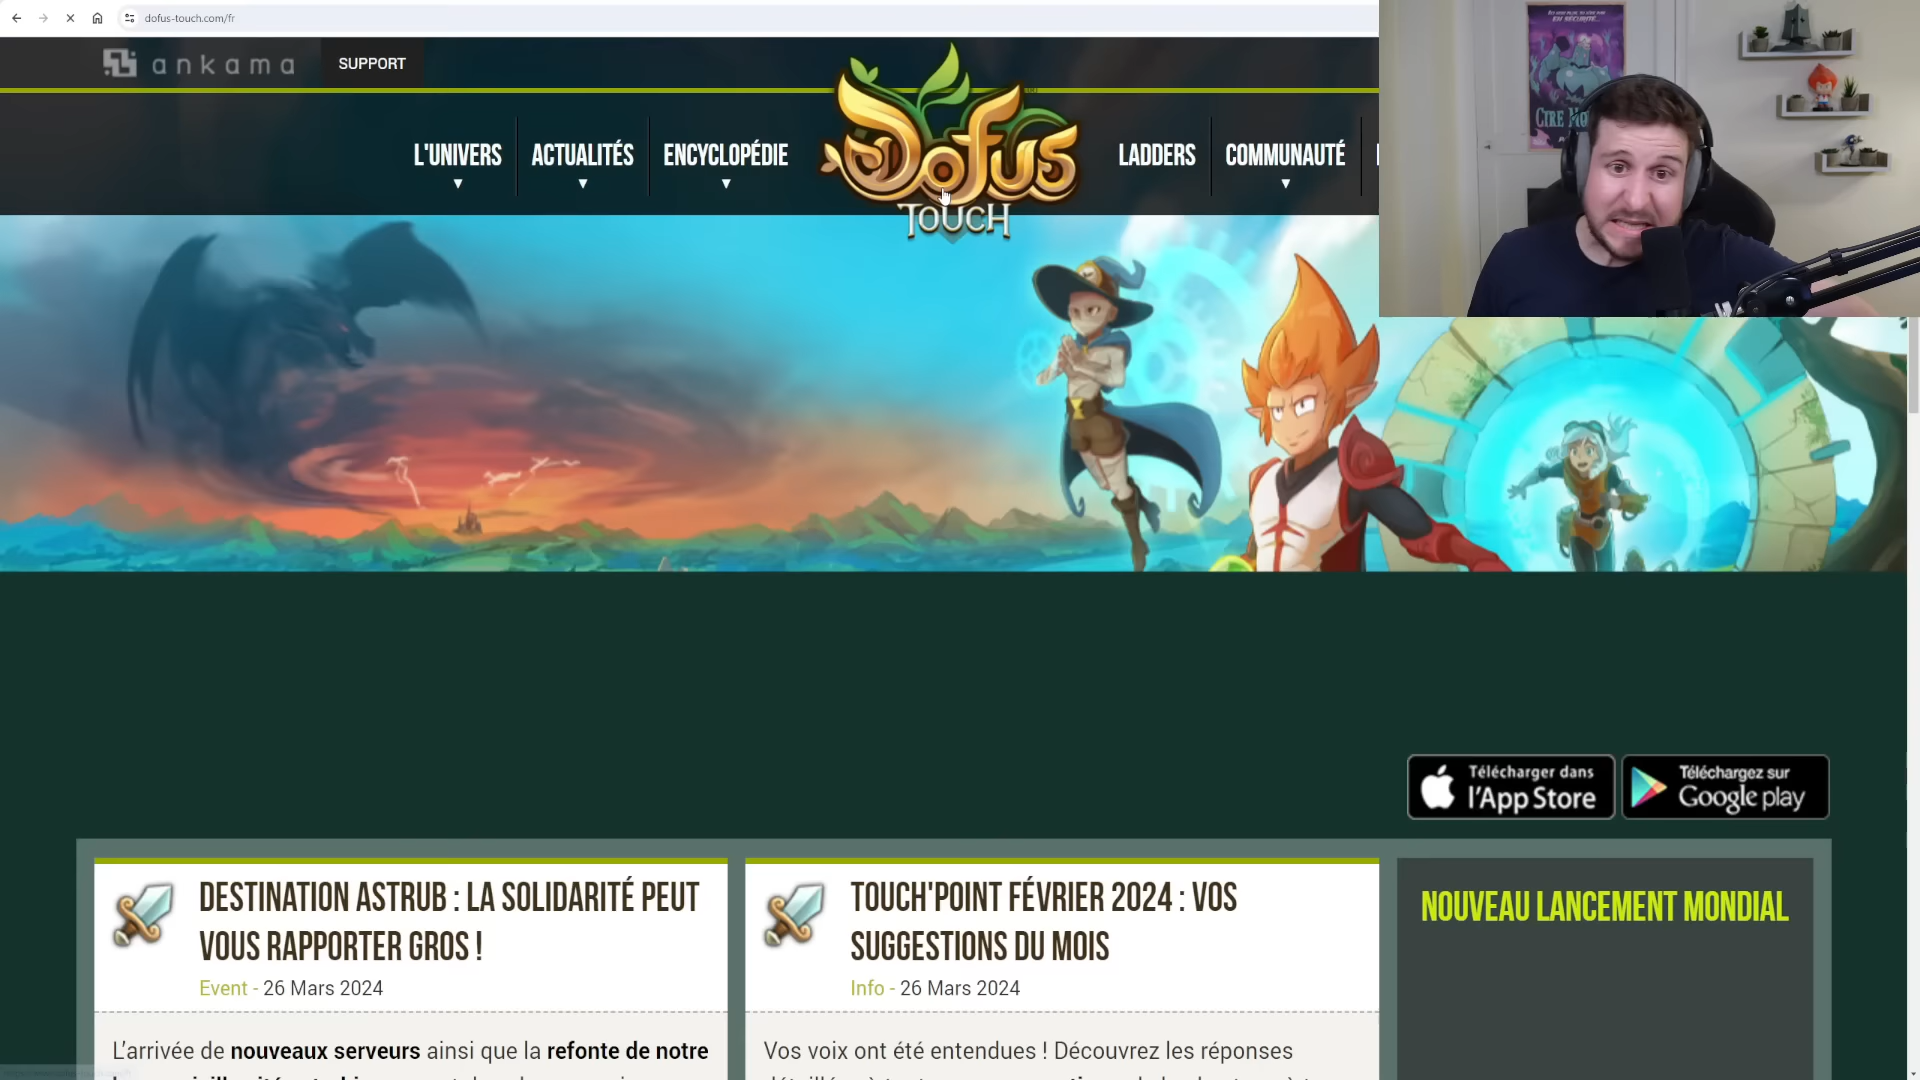 dofus-touch.com/fr
ankama
SUPPORT
L'UNIVERS
ACTUALITÉS
ENCYCLOPÉDIE
DOFUS
TOUCH
LADDERS
COMMUNAUTÉ
EN SÉCURITÉ...
Télécharger dans
l'App Store
Téléchargez sur
Google play
DESTINATION ASTRUB : LA SOLIDARITÉ PEUT
VOUS RAPPORTER GROS !
Event - 26 Mars 2024
L'arrivée de nouveaux serveurs ainsi que la refonte de notre
TOUCH'POINT FÉVRIER 2024 : VOS
SUGGESTIONS DU MOIS
Info - 26 Mars 2024
Vos voix ont été entendues ! Découvrez les réponses
NOUVEAU LANCEMENT MONDIAL